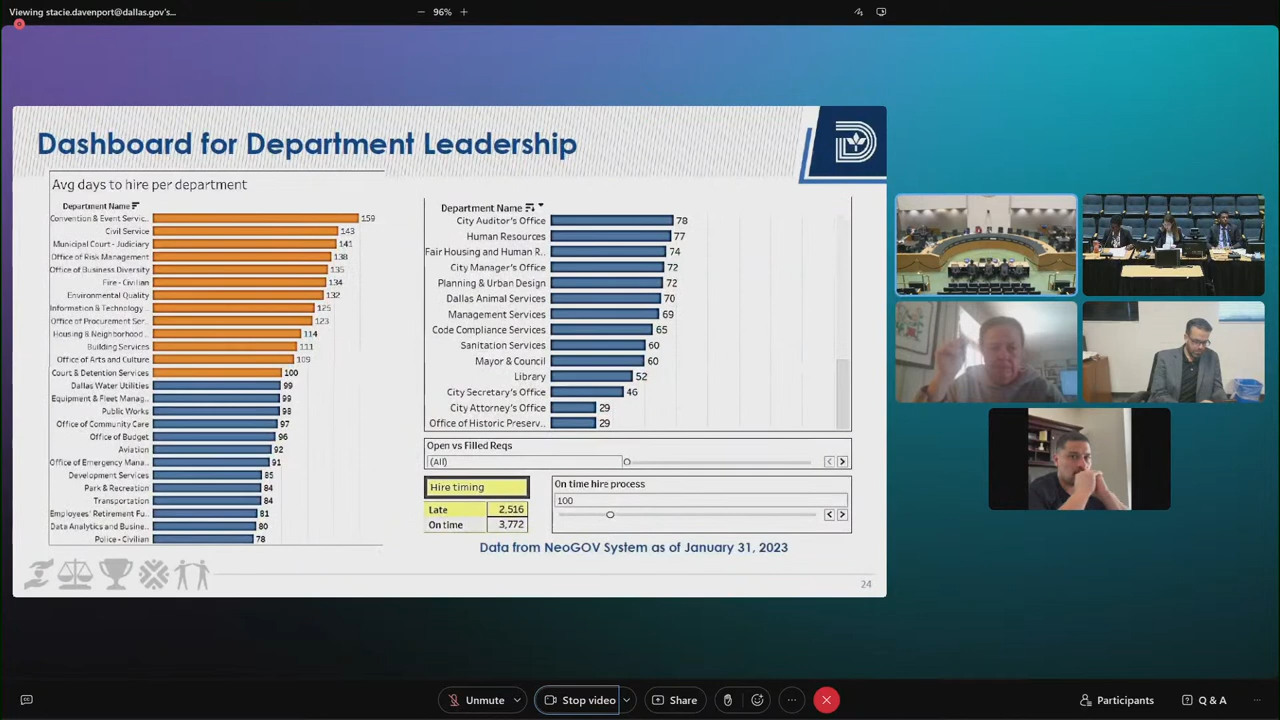 Viewing stacie.davenport@dallas.gov's...
96%
Dashboard for Department Leadership
Avg days to hire per department
Department Name
Convention & Event Servic.. 159
Civil Service 143
Municipal Court - Judiciary 141
Office of Risk Management 138
Office of Business Diversity 135
Fire - Civilian 134
Environmental Quality 132
Information & Technology.. 125
Office of Procurement Ser.. 123
Housing & Neighborhood.. 114
Building Services 111
Office of Arts and Culture 109
Court & Detention Services 100
Dallas Water Utilities 99
Equipment & Fleet Manag.. 99
Public Works 98
Office of Community Care 97
Office of Budget 96
Aviation 92
Office of Emergency Mana.. 91
Development Services 85
Park & Recreation 84
Transportation 84
Employees' Retirement Fu.. 81
Data Analytics and Busine.. 80
Police - Civilian 78
Department Name
City Auditor's Office 78
Human Resources 77
Fair Housing and Human R.. 74
City Manager's Office 72
Planning & Urban Design 72
Dallas Animal Services 70
Management Services 69
Code Compliance Services 65
Sanitation Services 60
Mayor & Council 60
Library 52
City Secretary's Office 46
City Attorney's Office 29
Office of Historic Preserv.. 29
Open vs Filled Reqs
(All)
Hire timing
Late 2,516
On time 3,772
On time hire process
100
Data from NeoGOV System as of January 31, 2023
24
Unmute
Stop video
Share
Participants
Q & A